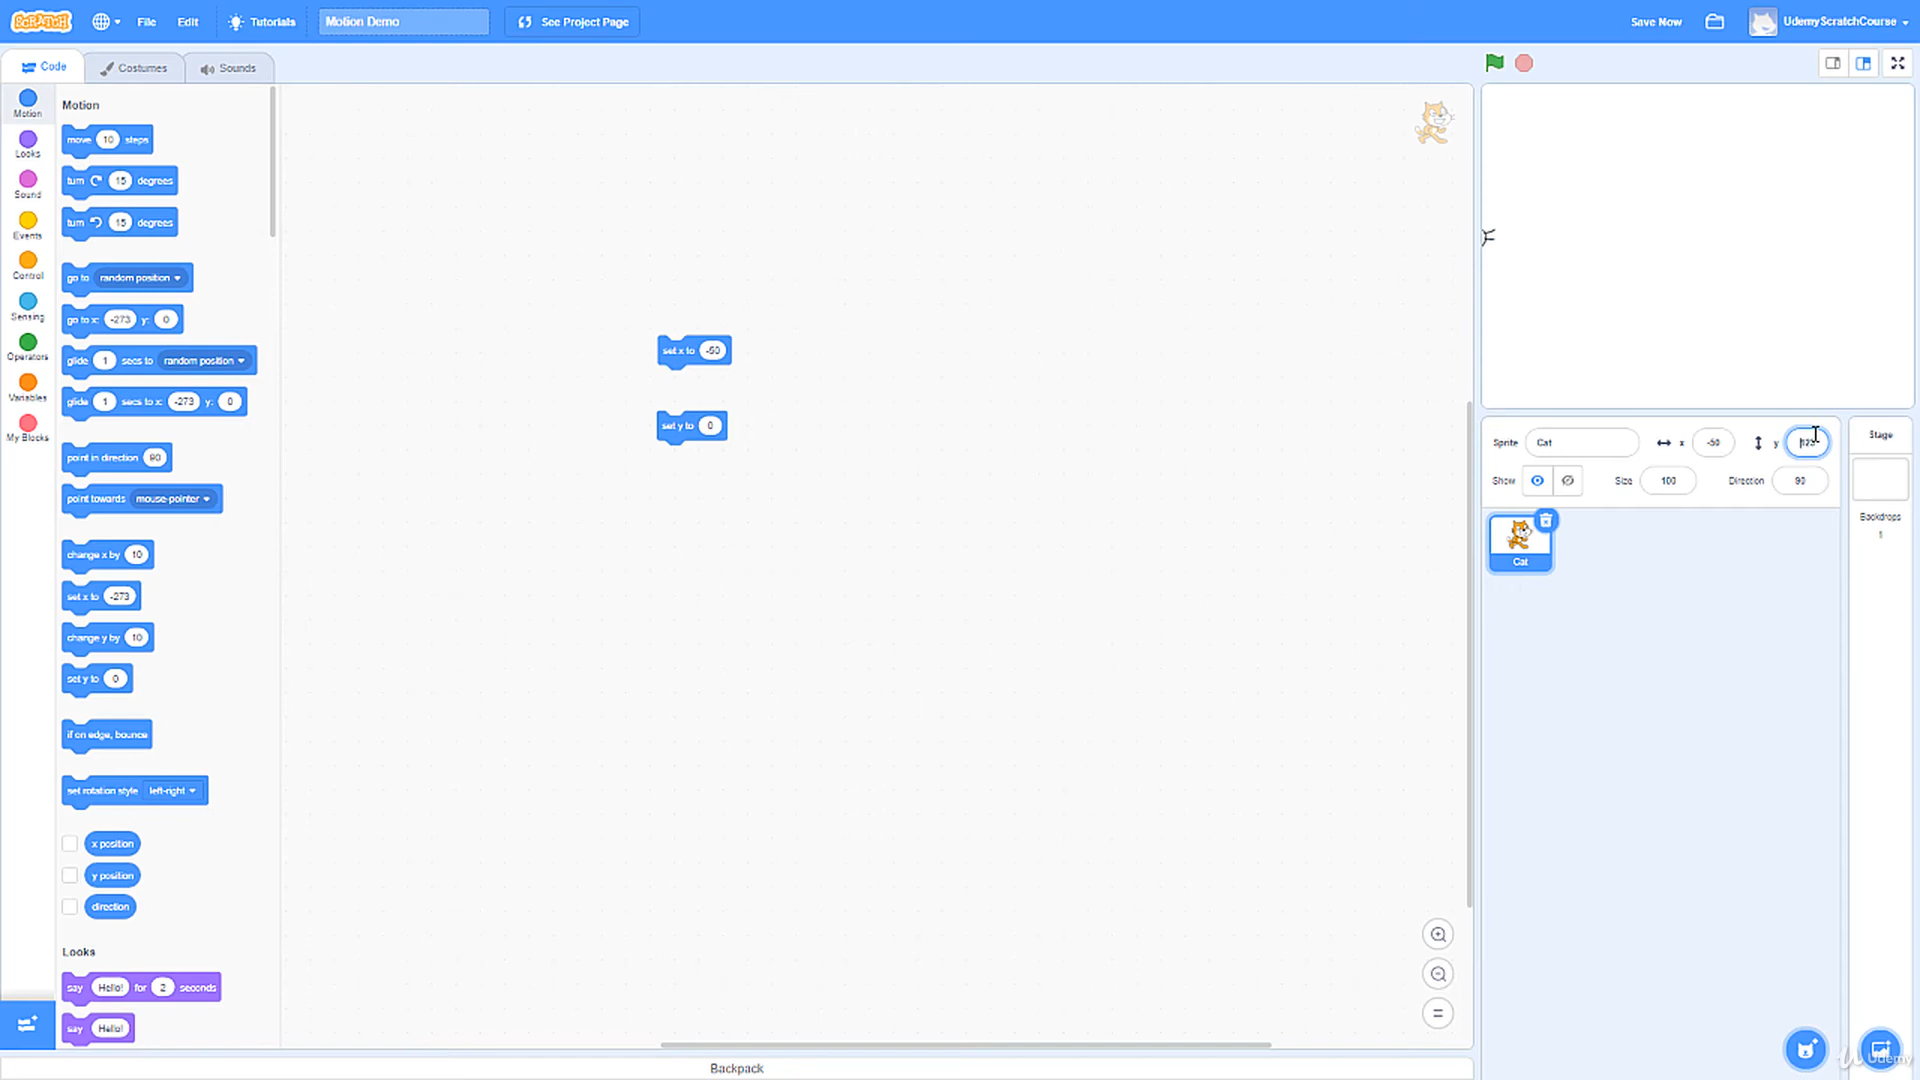 SCRATCH File Edit Tutorials Motion Demo See Project Page Save Now UdemyScratchCourse
Code Costumes Sounds
Motion
Looks
Sound
Events
Control
Sensing
Operators
Variables
My Blocks
Motion
move 10 steps
turn 15 degrees
turn 15 degrees
go to random position
go to x: -273 y: 0
glide 1 secs to random position
glide 1 secs to x: -273 y: 0
point in direction 90
point towards mouse-pointer
change x by 10
set x to -273
change y by 10
set y to 0
if on edge, bounce
set rotation style left-right
x position
y position
direction
Looks
say Hello! for 2 seconds
say Hello!
set x to -50
set y to 0
Sprite Cat x -50 y
Show Size 100 Direction 90
Cat
Stage
Backdrops
1
Backpack
Udemy